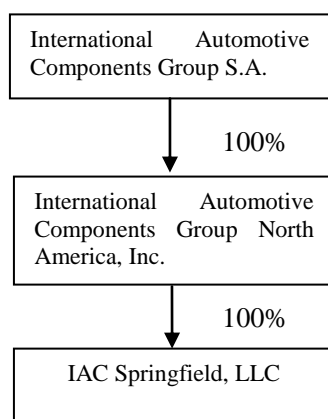 International Automotive
Components Group S.A.
100%
International Automotive
Components Group North
America, Inc.
100%
IAC Springfield, LLC